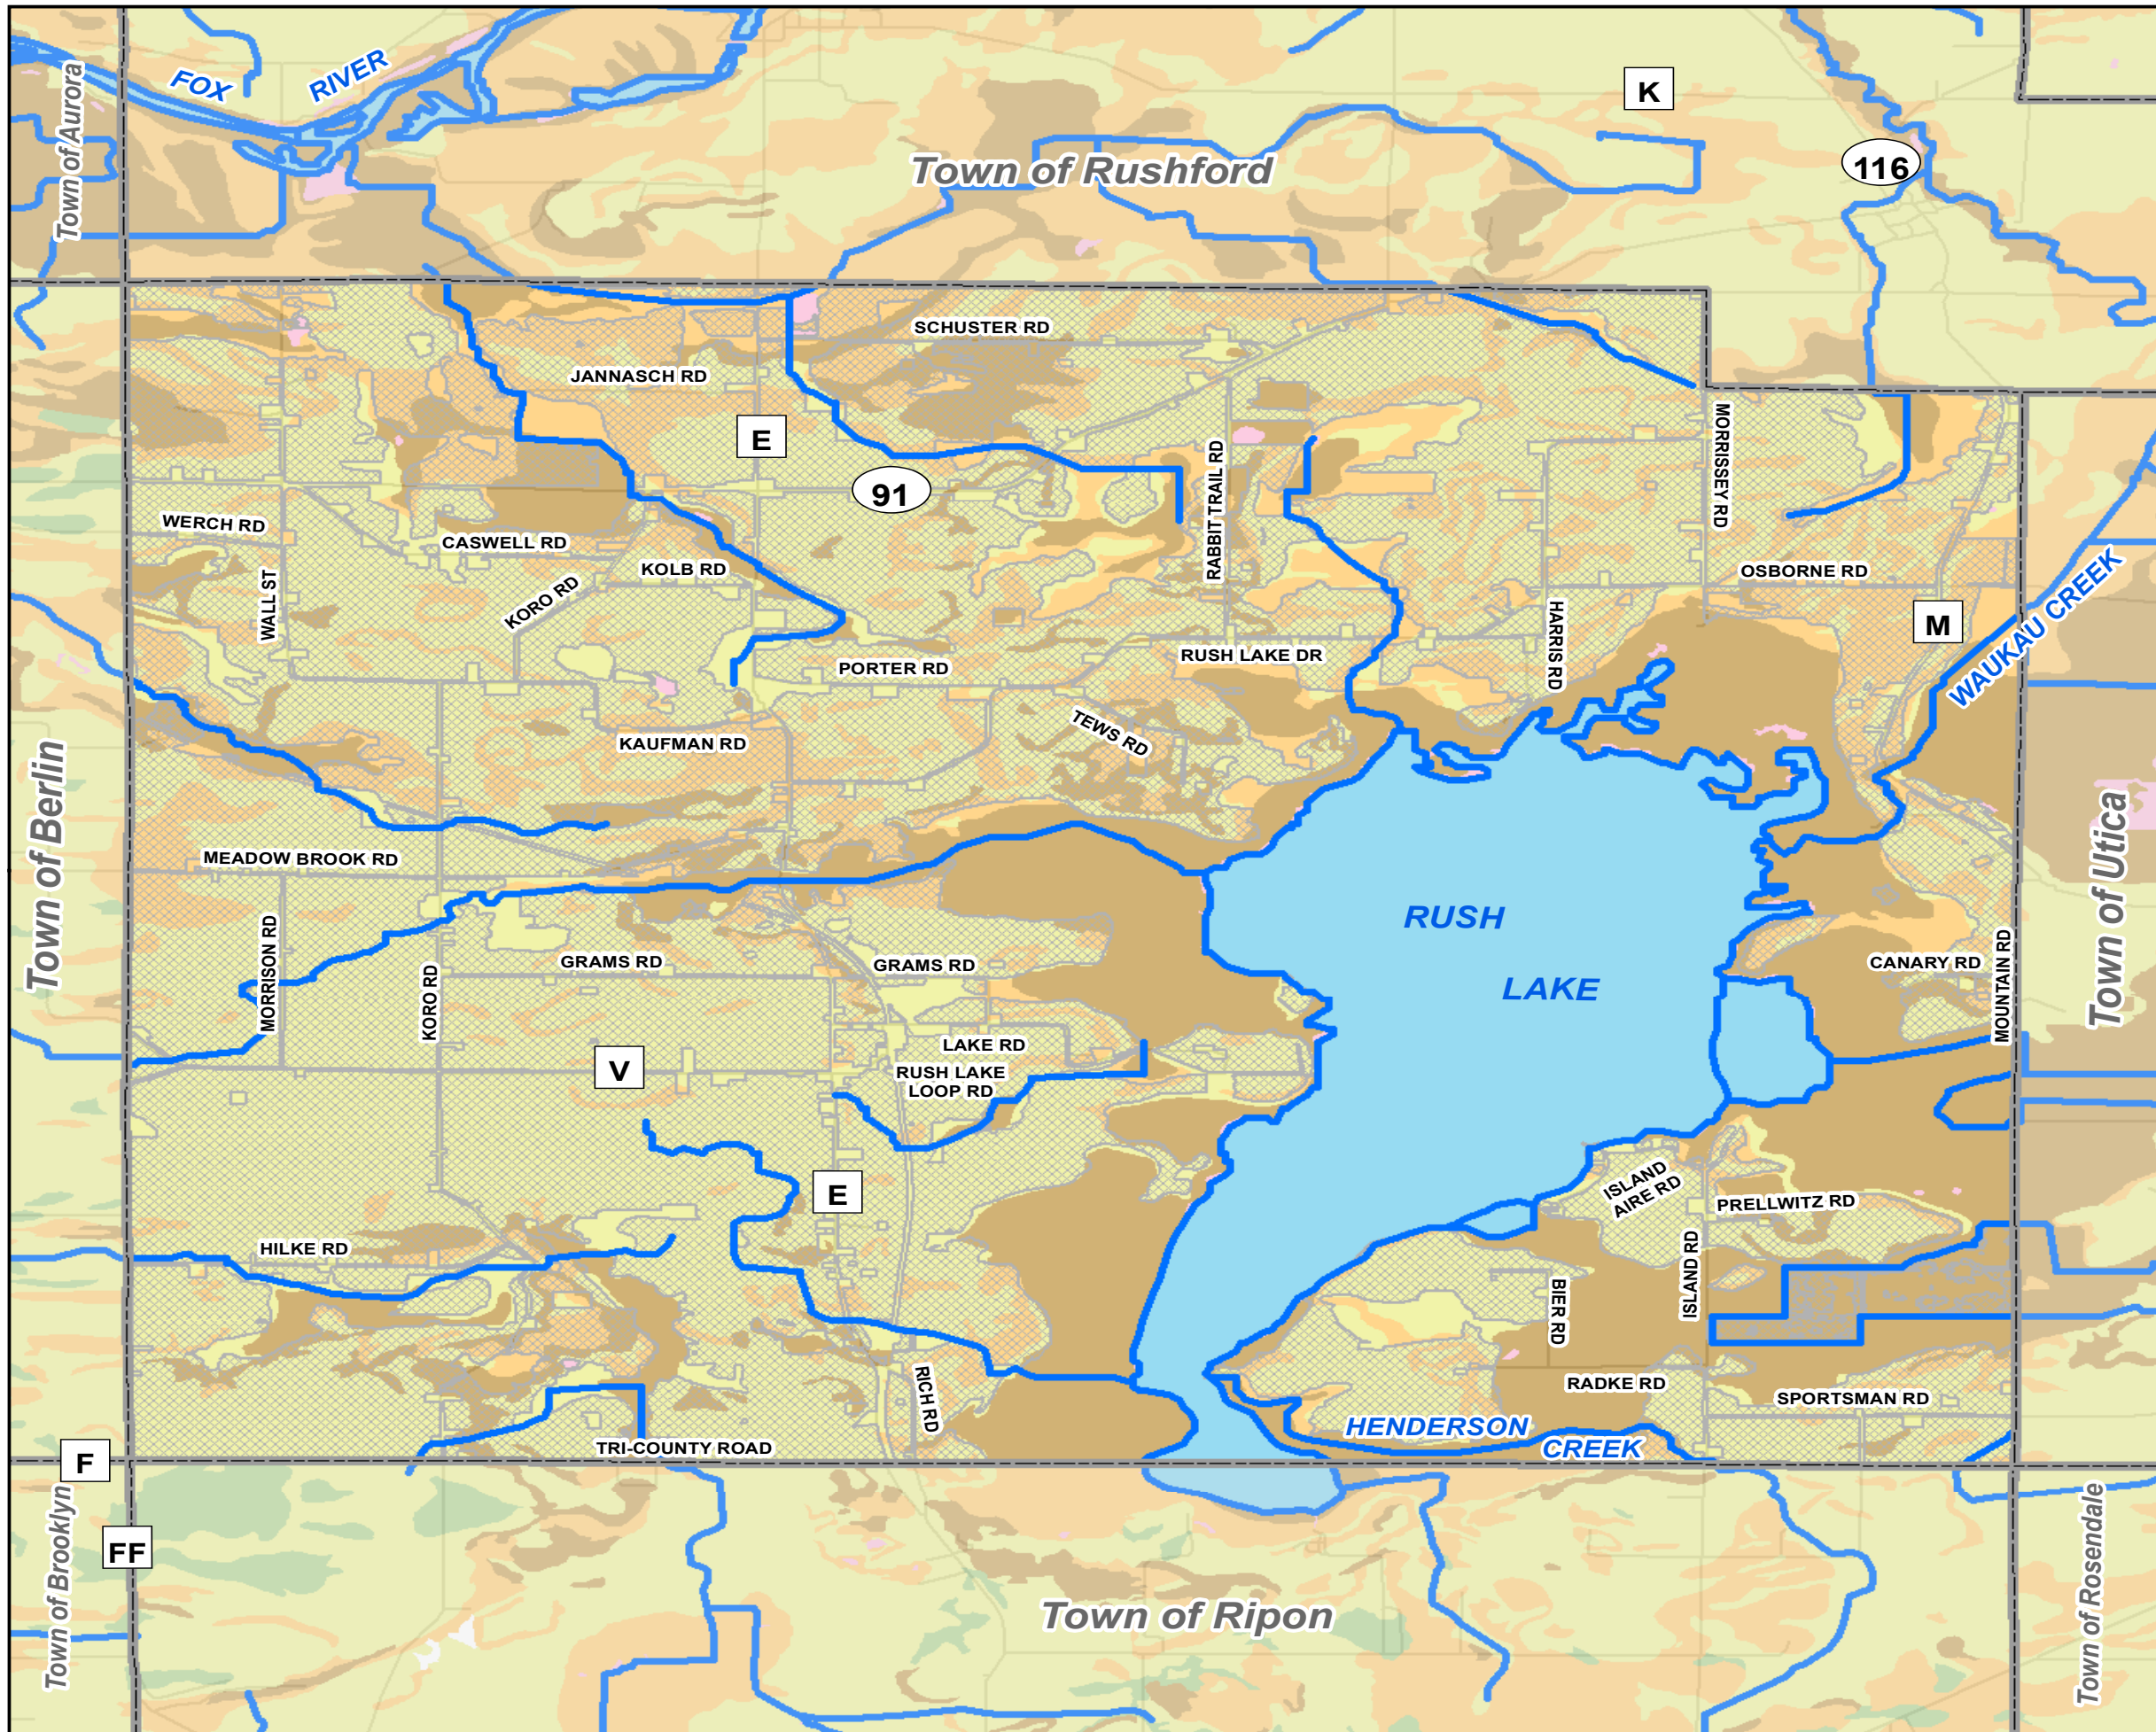 FOX
RIVER
Town of Aurora
K
116
Town of Rushford
SCHUSTER RD
JANNASCH RD
E
91
RABBIT TRAIL RD
MORRISSEY RD
WERCH RD
CASWELL RD
KOLB RD
KORO RD
WALL ST
OSBORNE RD
HARRIS RD
M
WAUKAU CREEK
PORTER RD
RUSH LAKE DR
TEWS RD
KAUFMAN RD
Town of Berlin
Town of Utica
MEADOW BROOK RD
RUSH
LAKE
MORRISON RD
KORO RD
GRAMS RD
GRAMS RD
CANARY RD
MOUNTAIN RD
LAKE RD
RUSH LAKE
LOOP RD
V
E
ISLAND
AIRE RD
PRELLWITZ RD
HILKE RD
ISLAND RD
BIER RD
RADKE RD
SPORTSMAN RD
RICH RD
HENDERSON
CREEK
TRI-COUNTY ROAD
F
FF
Town of Brooklyn
Town of Ripon
Town of Rosendale